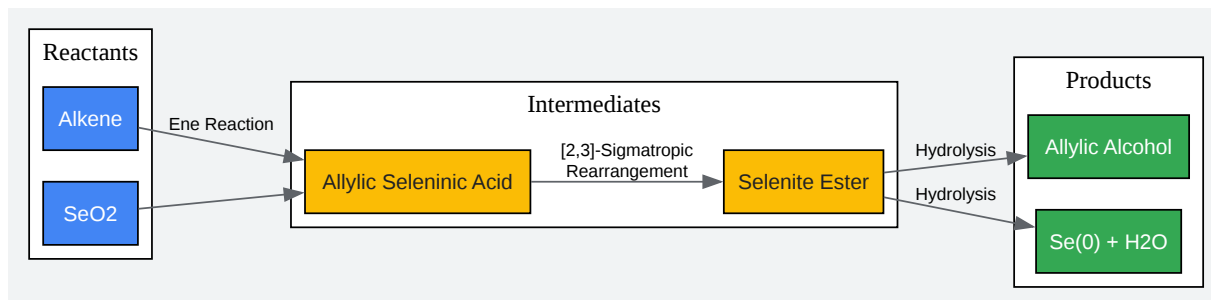 Reactants
Alkene
SeO2
Ene Reaction
Intermediates
Allylic Seleninic Acid
[2,3]-Sigmatropic
Rearrangement
Selenite Ester
Hydrolysis
Hydrolysis
Products
Allylic Alcohol
Se(0) + H2O